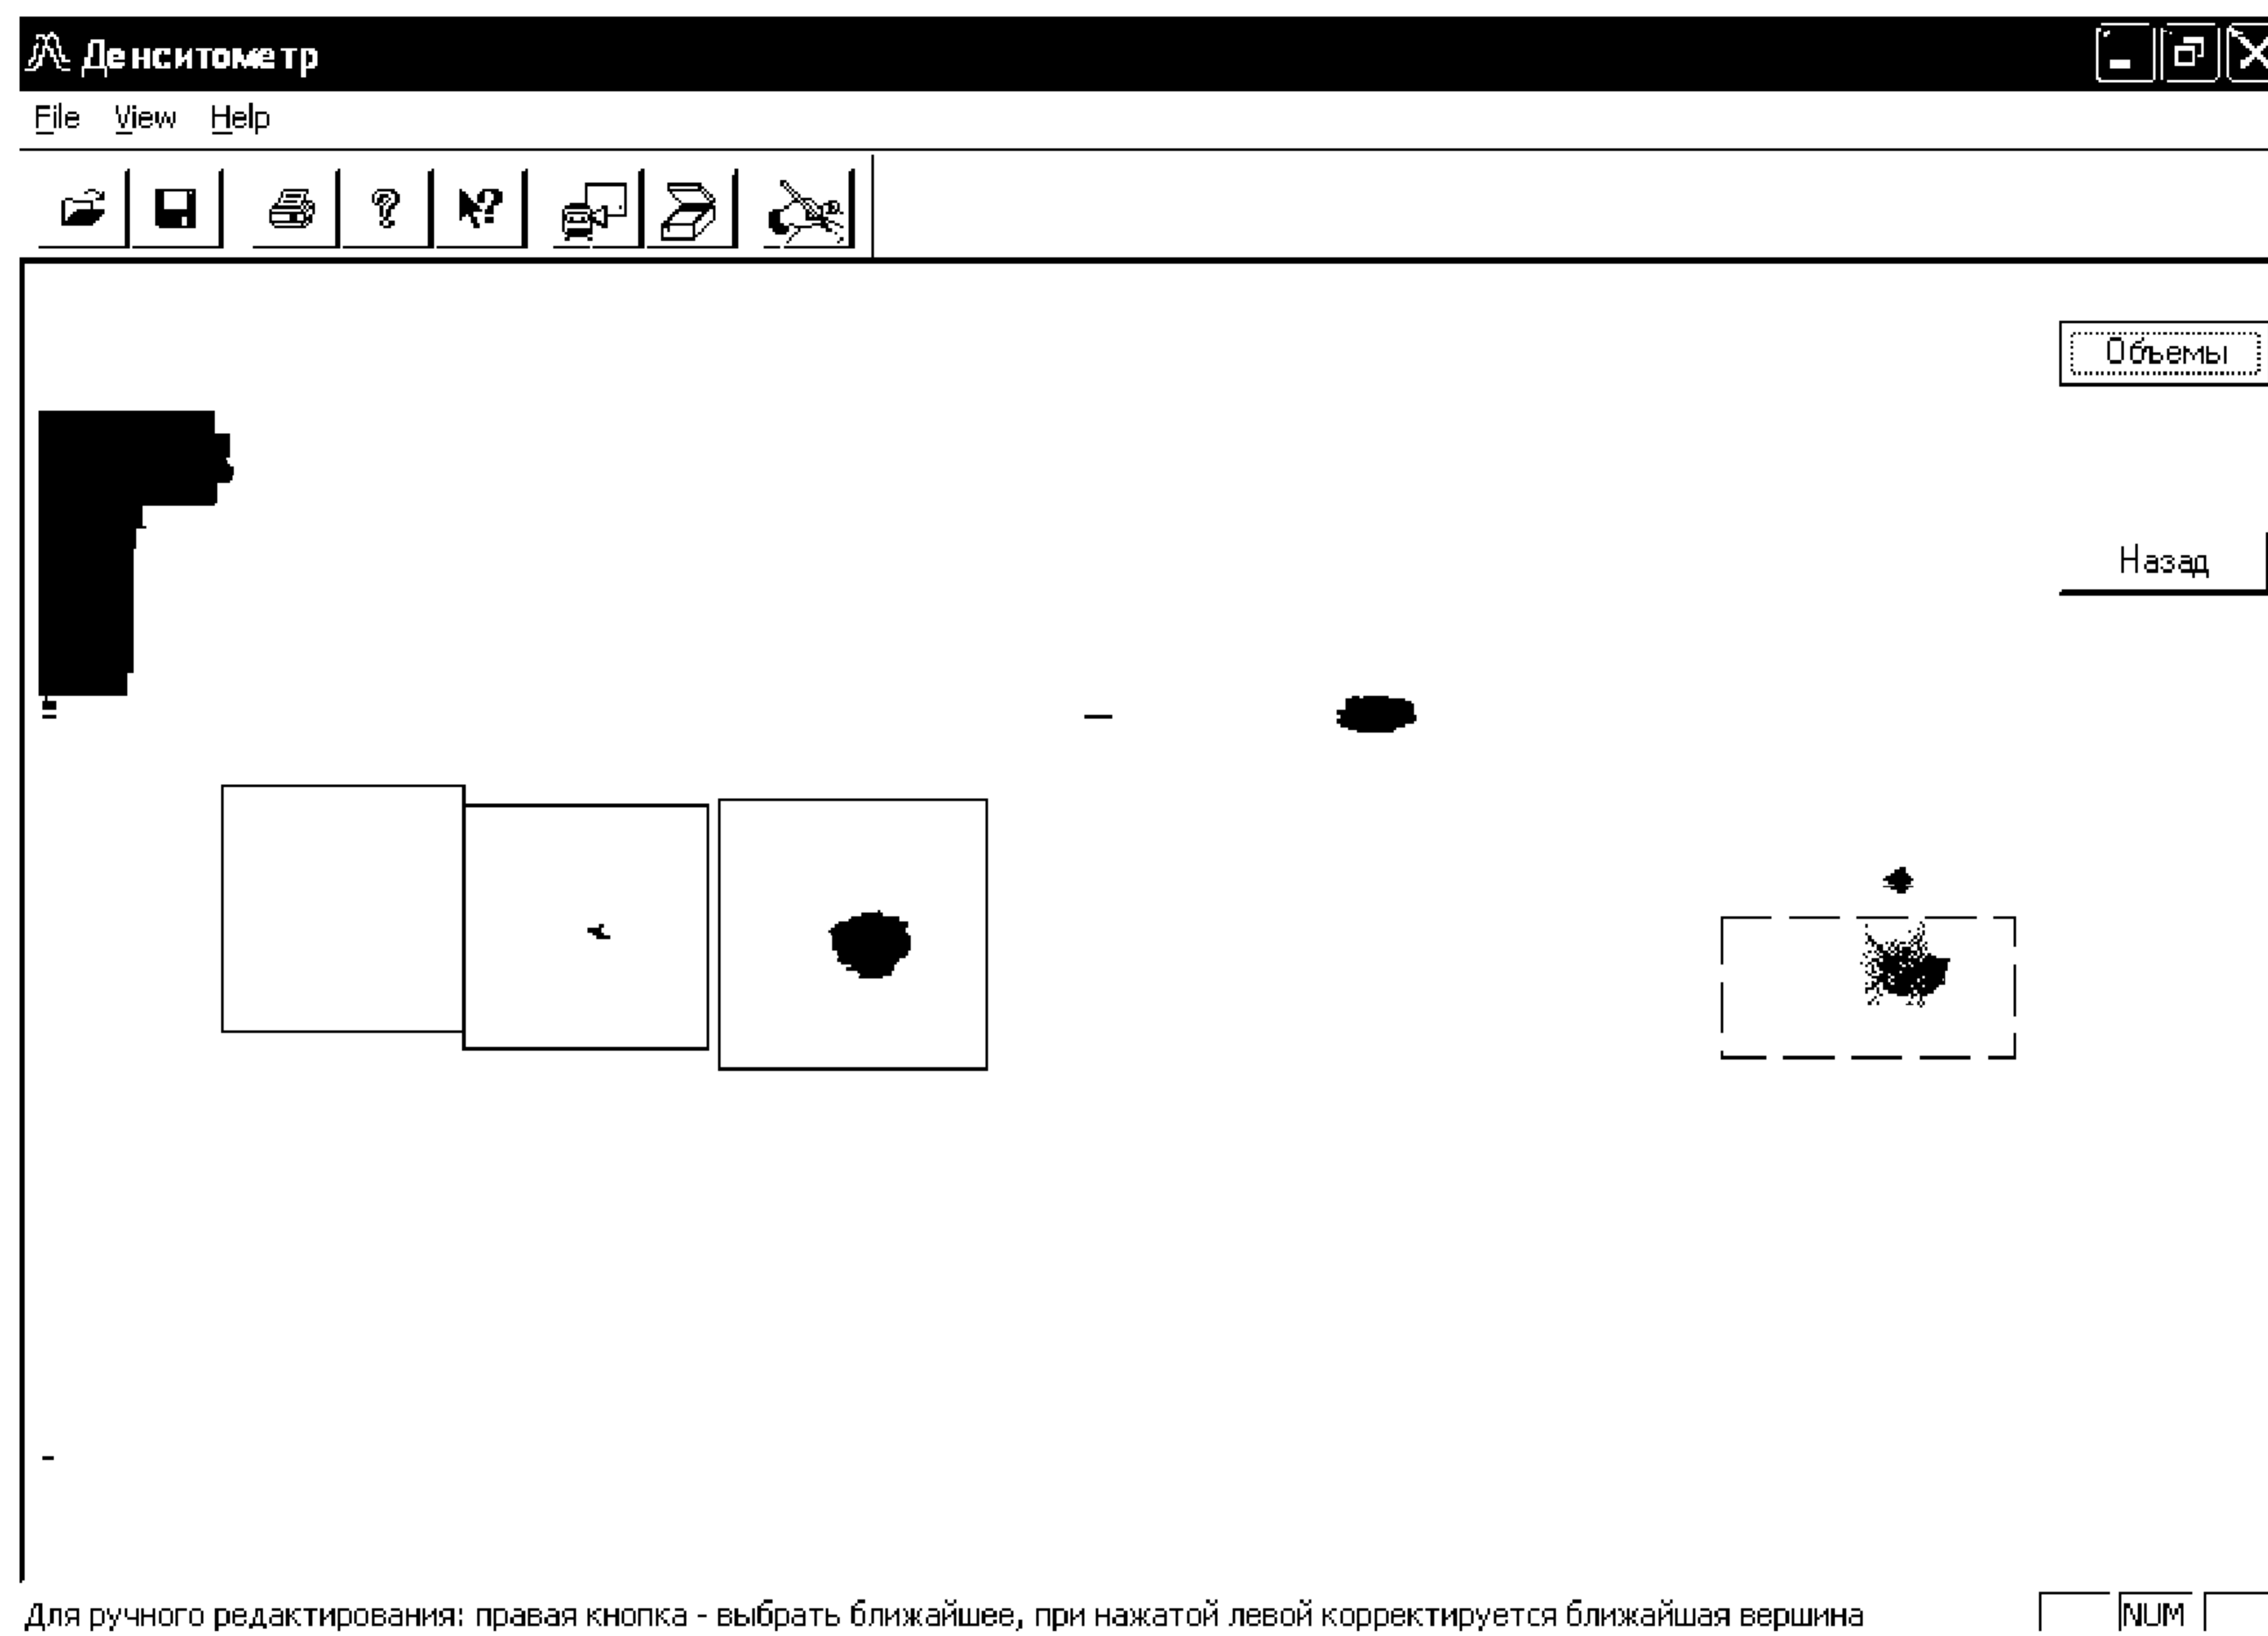 Денситометр
File View Help
Объемы
Назад
Для ручного редактирования: правая кнопка - выбрать ближайшее, при нажатой левой корректируется ближайшая вершина NUM